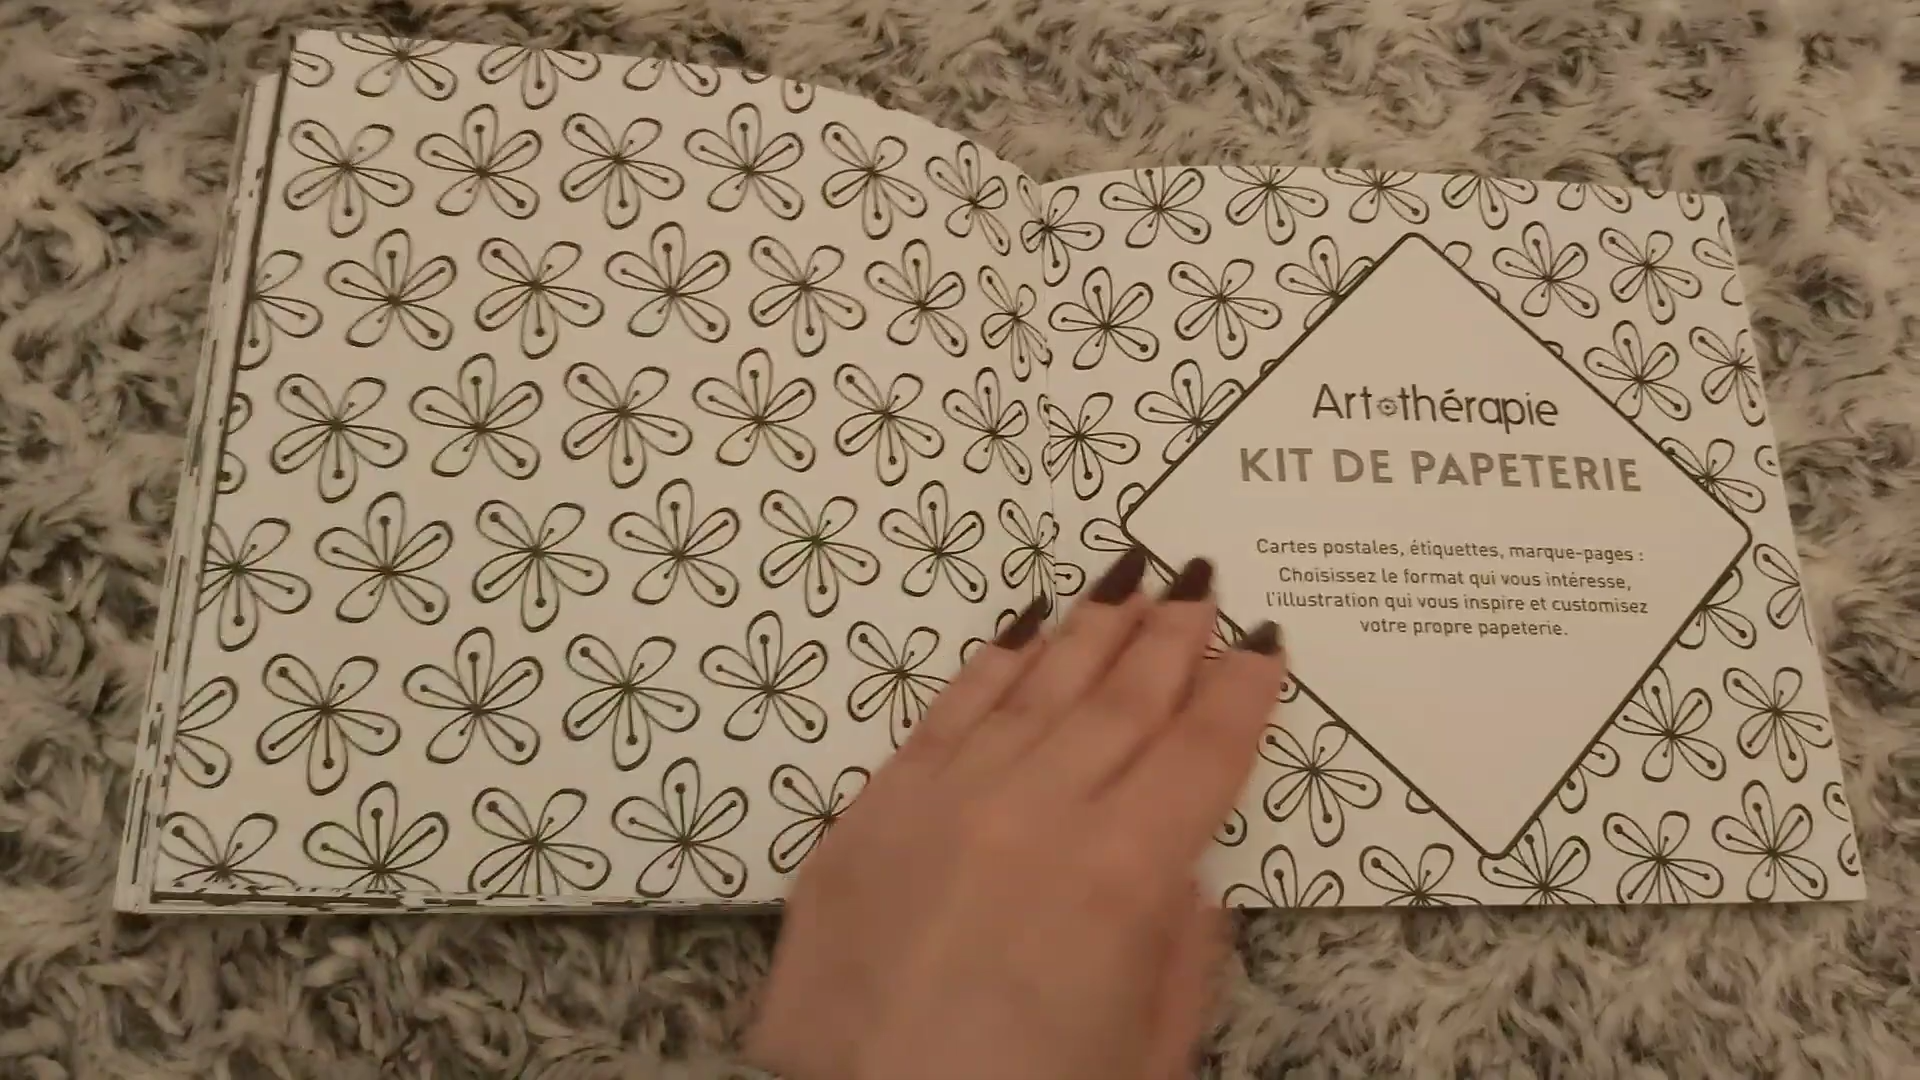 Art thérapie
KIT DE PAPETERIE
Cartes postales, étiquettes, marque-pages :
Choisissez le format qui vous intéresse,
l'illustration qui vous inspire et customisez
votre propre papeterie.